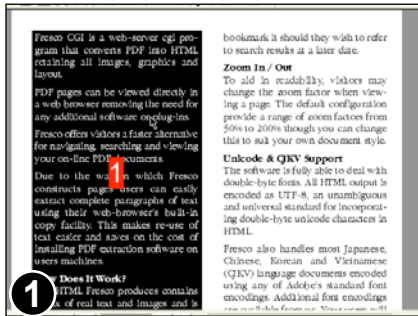 Fresco CGI is a web-server cgi pro-
gram that converts PDF into HTML
retaining all images, graphics and
layout.
PDF pages can be viewed directly in
a web browser removing the need for
any additional software or plug-ins.
Fresco offers visitors a faster alternative
for navigating, searching and viewing
your on-line PDF documents.
Due to the way in which Fresco
constructs pages users can easily
extract complete paragraphs of text
using their web-browser's built-in
copy facility. This makes re-use of
text easier and saves on the cost of
installing PDF extraction software on
users machines.
Does It Work?
HTML Fresco produces contains
of real text and images and is
1
1
bookmark it should they wish to refer
to search results at a later date.
Zoom In / Out
To aid in readability, visitors may
change the zoom factor when view-
ing a page. The default configuration
provide a range of zoom factors from
50% to 200% though you can change
this to suit your own document style.
Unicode & CJKV Support
The software is fully able to deal with
double-byte fonts. All HTML output is
encoded as UTF-8, an unambiguous
and universal standard for incorporat-
ing double-byte unicode characters in
HTML.
Fresco also handles most Japanese,
Chinese, Korean and Vietnamese
(CJKV) language documents encoded
using any of Adobe's standard font
encodings. Additional font encodings
are available from us. Your users will